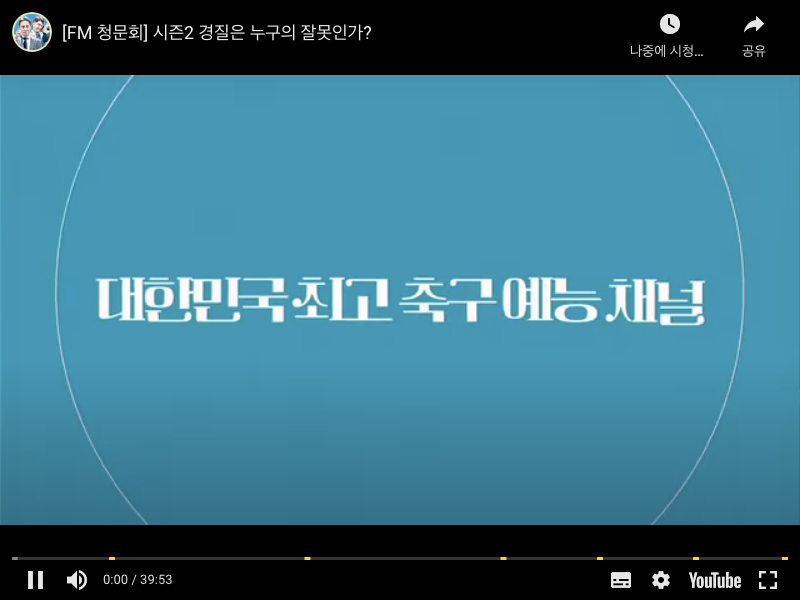 [FM 청문회] 시즌2 경질은 누구의 잘못인가?
나중에 시청...
공유
대한민국 최고 축구 예능 채널
0:00 / 39:53
YouTube